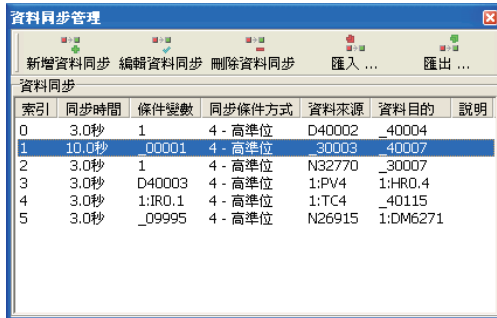 資料同步管理
新增資料同步 編輯資料同步 刪除資料同步 匯入 ... 匯出 ...
資料同步
索引 同步時間 條件變數 同步條件方式 資料來源 資料目的 説明
0 3.0秒 1 4 - 高準位 D40002 _40004
1 10.0秒 _00001 4 - 高準位 _30003 _40007
2 3.0秒 1 4 - 高準位 N32770 _30007
3 3.0秒 D40003 4 - 高準位 1:PV4 1:HR0.4
4 3.0秒 1:IR0.1 4 - 高準位 1:TC4 _40115
5 3.0秒 _09995 4 - 高準位 N26915 1:DM6271